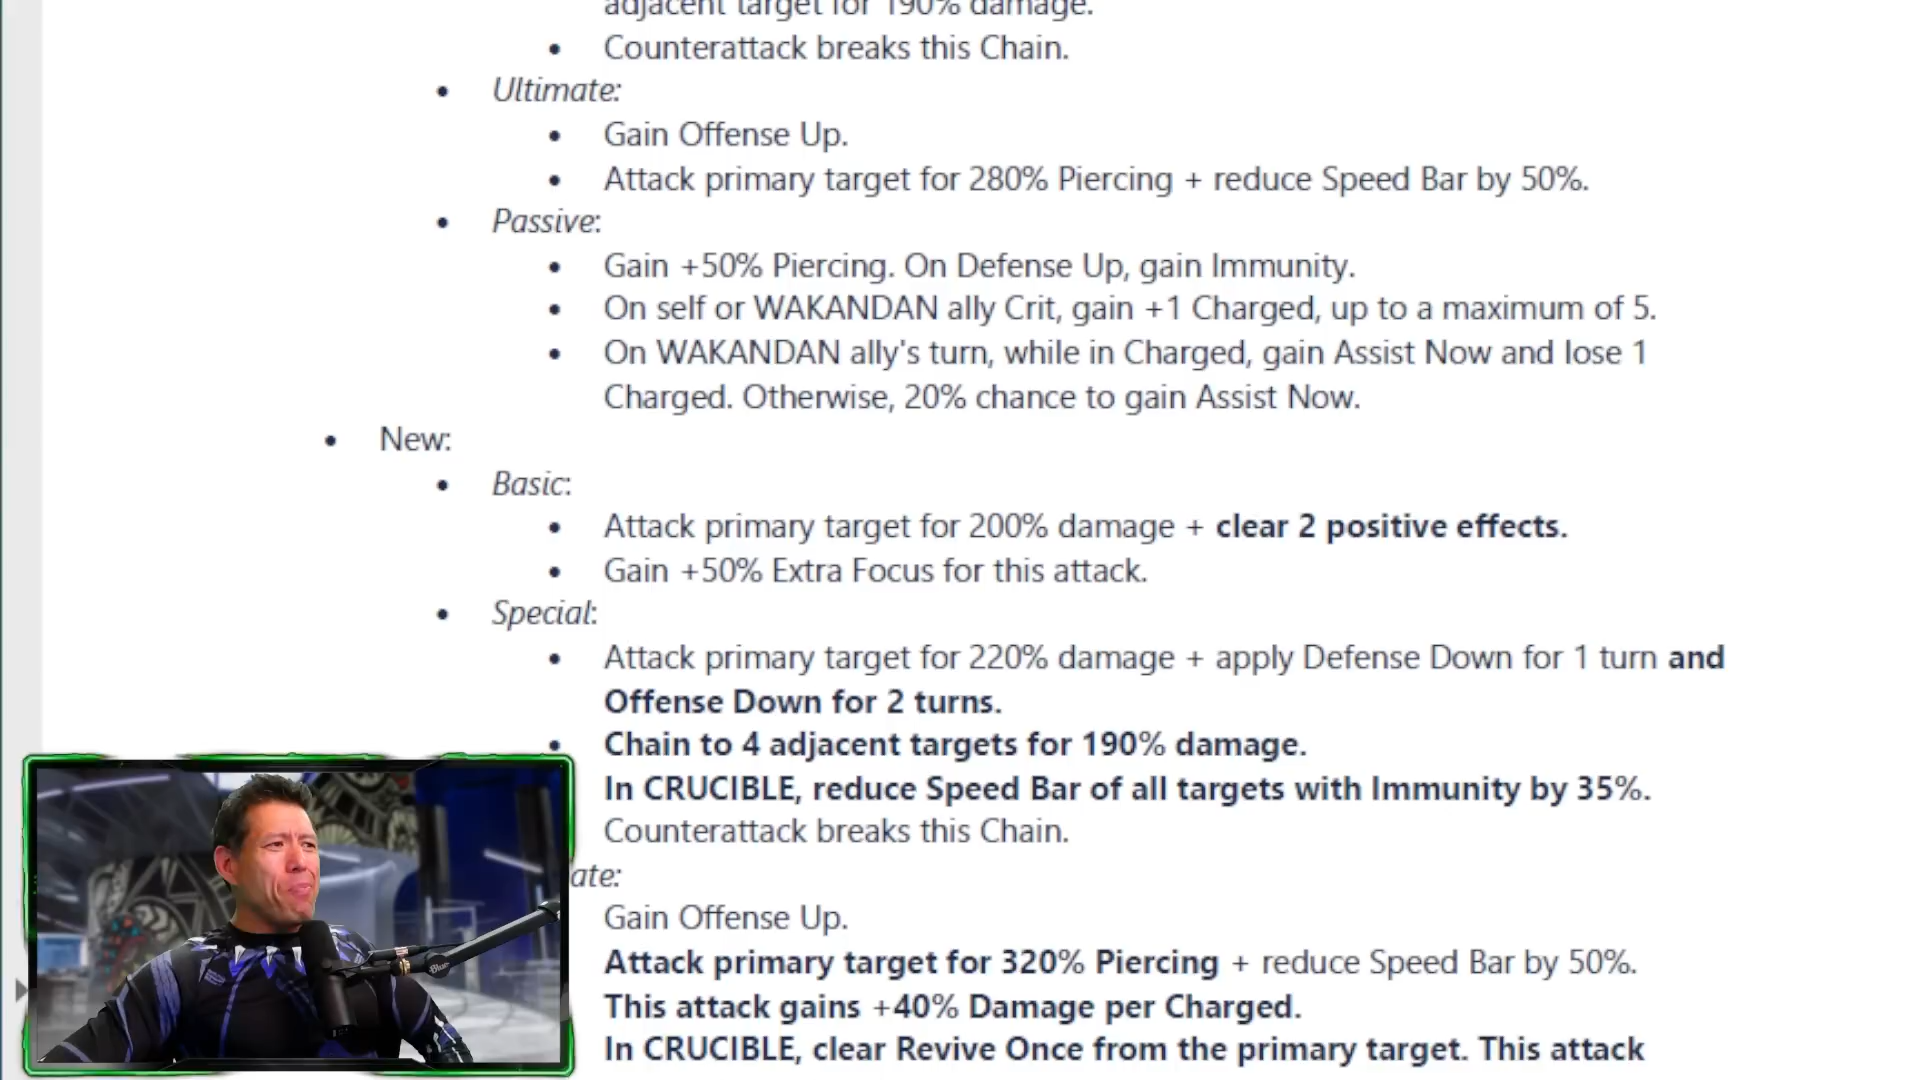 adjacent target for 190% damage.
• Counterattack breaks this Chain.
• Ultimate:
• Gain Offense Up.
• Attack primary target for 280% Piercing + reduce Speed Bar by 50%.
• Passive:
• Gain +50% Piercing. On Defense Up, gain Immunity.
• On self or WAKANDAN ally Crit, gain +1 Charged, up to a maximum of 5.
• On WAKANDAN ally's turn, while in Charged, gain Assist Now and lose 1
Charged. Otherwise, 20% chance to gain Assist Now.
• New:
• Basic:
• Attack primary target for 200% damage + clear 2 positive effects.
• Gain +50% Extra Focus for this attack.
• Special:
• Attack primary target for 220% damage + apply Defense Down for 1 turn and
Offense Down for 2 turns.
• Chain to 4 adjacent targets for 190% damage.
In CRUCIBLE, reduce Speed Bar of all targets with Immunity by 35%.
Counterattack breaks this Chain.
ate:
Gain Offense Up.
Attack primary target for 320% Piercing + reduce Speed Bar by 50%.
This attack gains +40% Damage per Charged.
In CRUCIBLE, clear Revive Once from the primary target. This attack
Blue